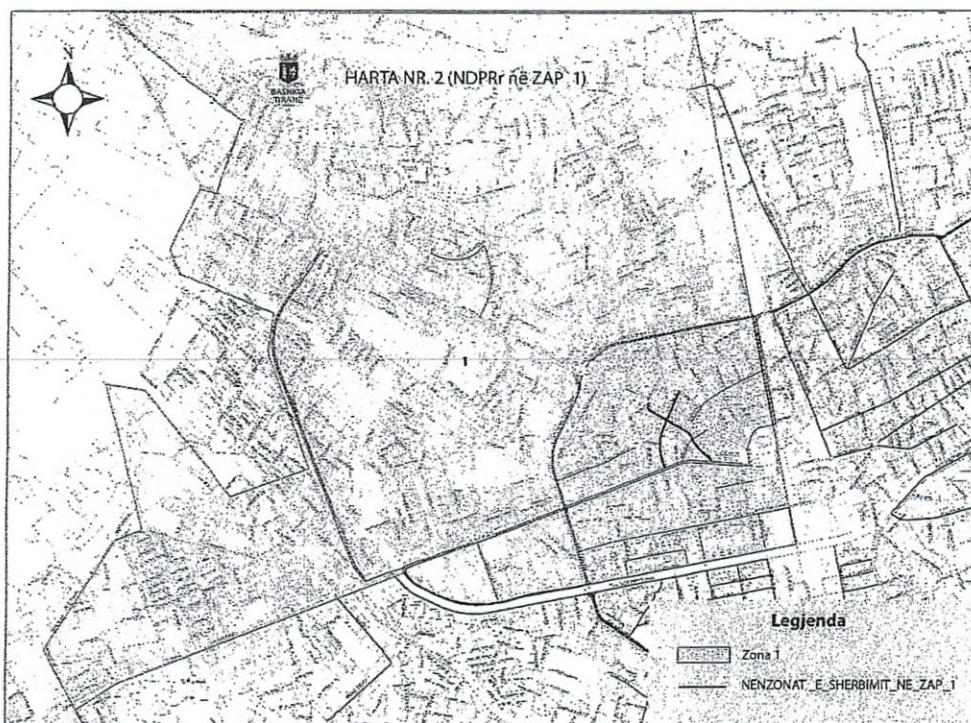 HARTA NR. 2 (NDPRr në ZAP 1)
BASHKIA
TIRANË
1
Legjenda
Zona 1
NENZONAT_E_SHERBIMIT_NE_ZAP_1